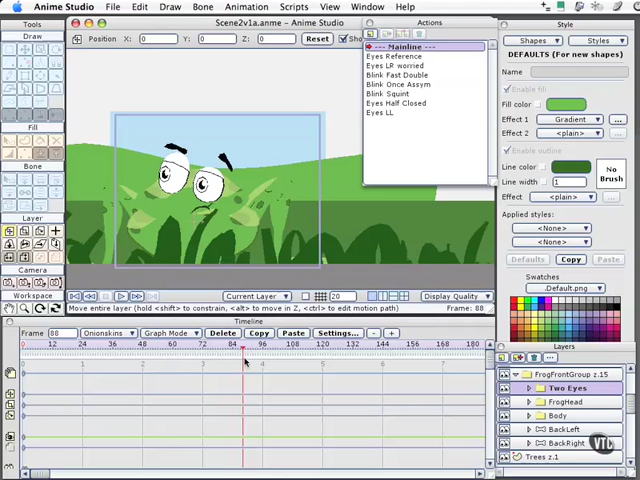 Anime Studio File Edit Draw Bone Animation Scripts View Window Help
Tools
Draw
Fill
Bone
Layer
Camera
Workspace
Scene2v1a.anme - Anime Studio
Position X: 0 Y: 0 Z: 0 Reset
Actions
--- Mainline ---
Eyes Reference
Eyes LR worried
Blink Fast Double
Blink Once Assym
Blink Squint
Eyes Half Closed
Eyes LL
Style
Shapes Styles
DEFAULTS (For new shapes)
Name
Enable fill
Fill color
Effect 1 Gradient ...
Effect 2 <plain> ...
Enable outline
Line color
Line width 1
No Brush
Effect <plain> ...
Applied styles:
<None>
<None>
Defaults Copy Paste
Swatches
.Default.png
Current Layer 20 Display Quality
Move entire layer (hold <shift> to constrain, <alt> to move in Z, <ctrl> to edit motion path) Frame: 88
Timeline
Frame 88 Onionskins Graph Mode Delete Copy Paste Settings... - +
0 12 24 36 48 60 72 84 96 108 120 132 144 156 168 180
0 1 2 3 4 5 6 7
Layers
FrogFrontGroup z.15
Two Eyes
FrogHead
Body
BackLeft
BackRight
Trees z.1
VTC